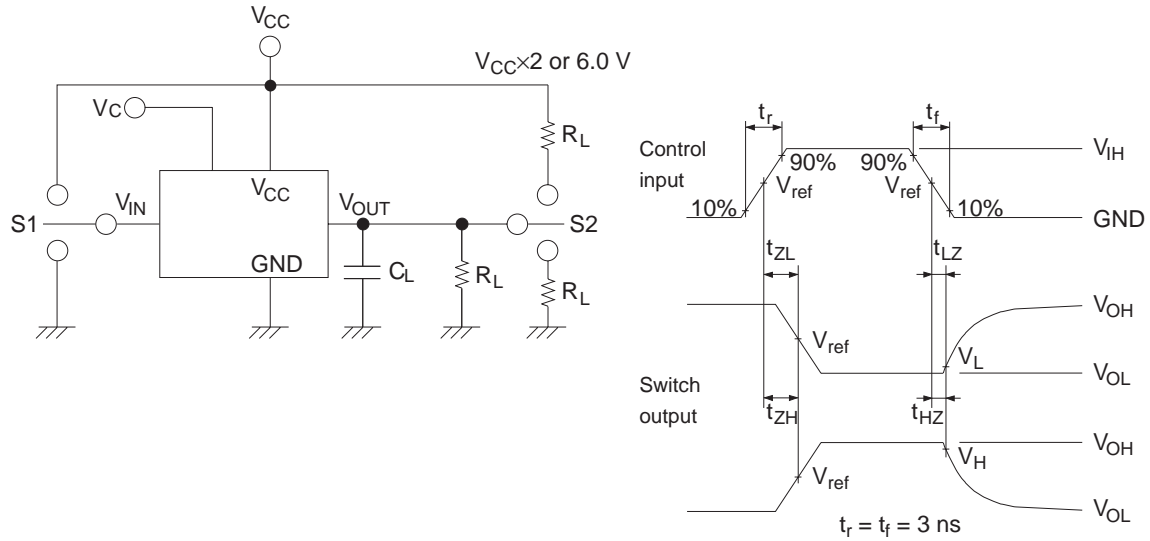 VCC
VCC×2 or 6.0 V
VC
RL
VCC
S1
VIN
VOUT
S2
GND
CL
RL
RL
tr
tf
Control
input
90%
90%
VIH
Vref
Vref
10%
10%
GND
tZL
tLZ
VOH
Vref
VL
VOL
Switch
output
tZH
tHZ
VOH
VH
Vref
VOL
tr = tf = 3 ns